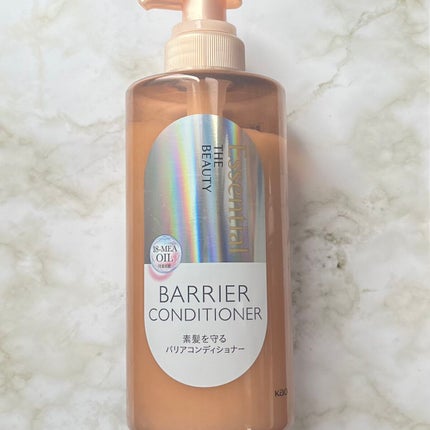 Essential
THE
BEAUTY
18-MEA
OIL
BARRIER
CONDITIONER
素髪を守る
バリアコンディショナー